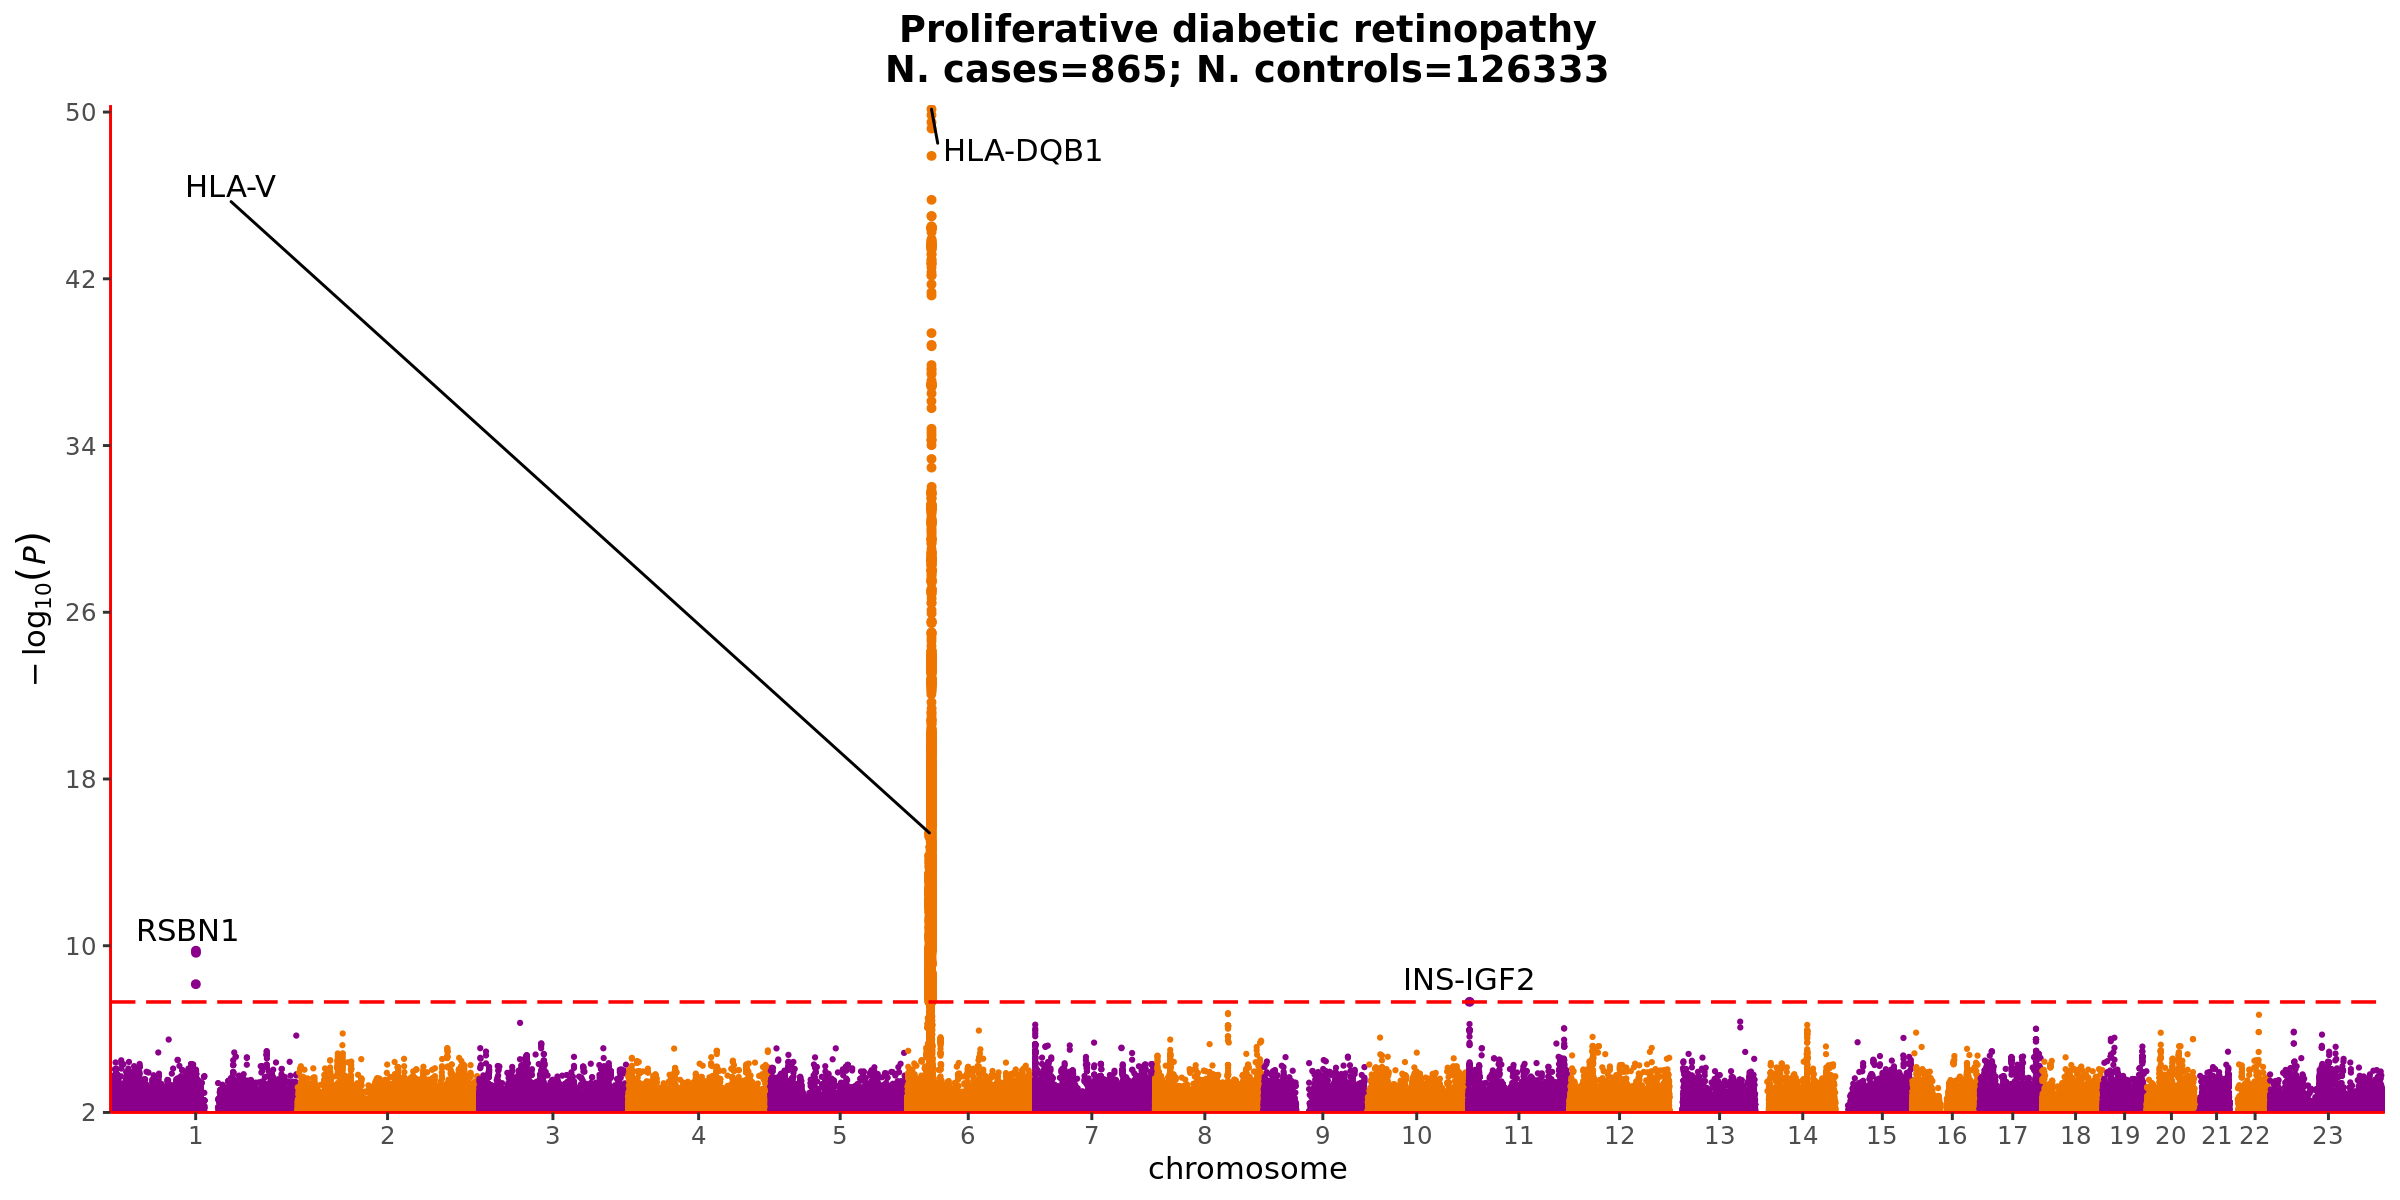 Proliferative diabetic retinopathy
N. cases=865; N. controls=126333
50
42
34
26
18
10
2
− log10(P)
HLA-V
HLA-DQB1
RSBN1
INS-IGF2
1 2 3 4 5 6 7 8 9 10 11 12 13 14 15 16 17 18 19 20 21 22 23
chromosome